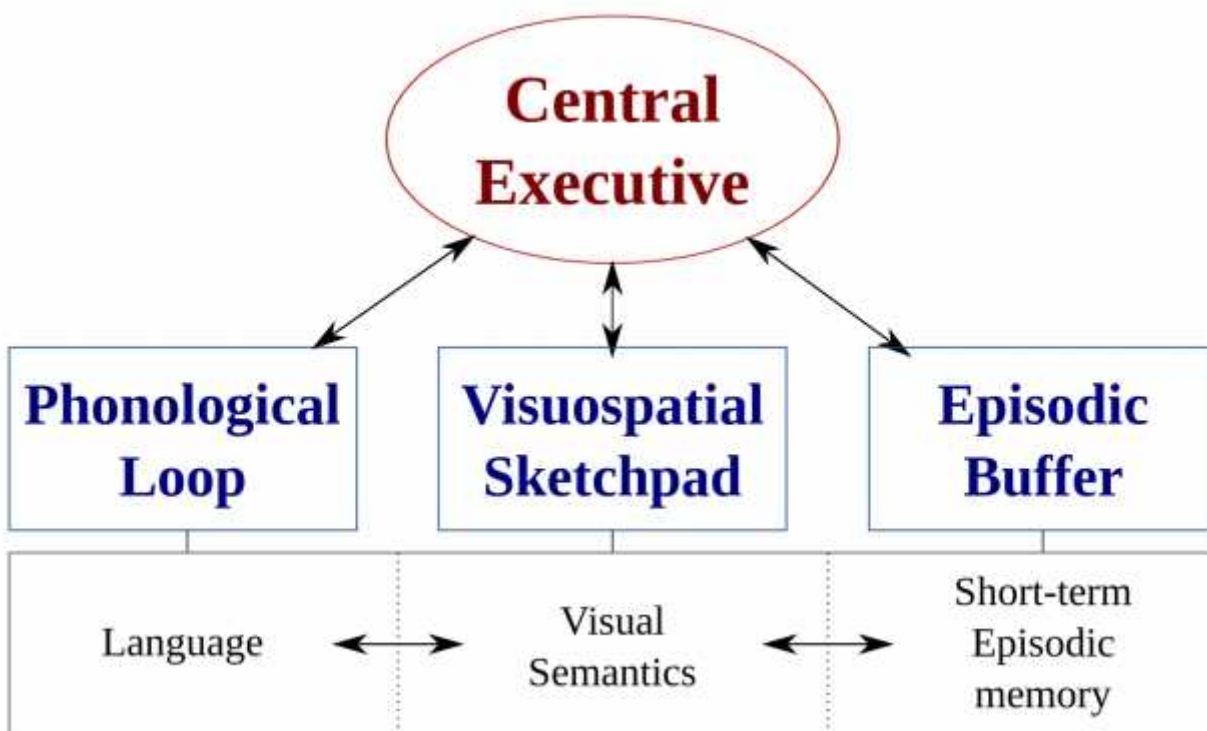 Central
Executive
Phonological
Loop
Visuospatial
Sketchpad
Episodic
Buffer
Language
Visual
Semantics
Short-term
Episodic
memory